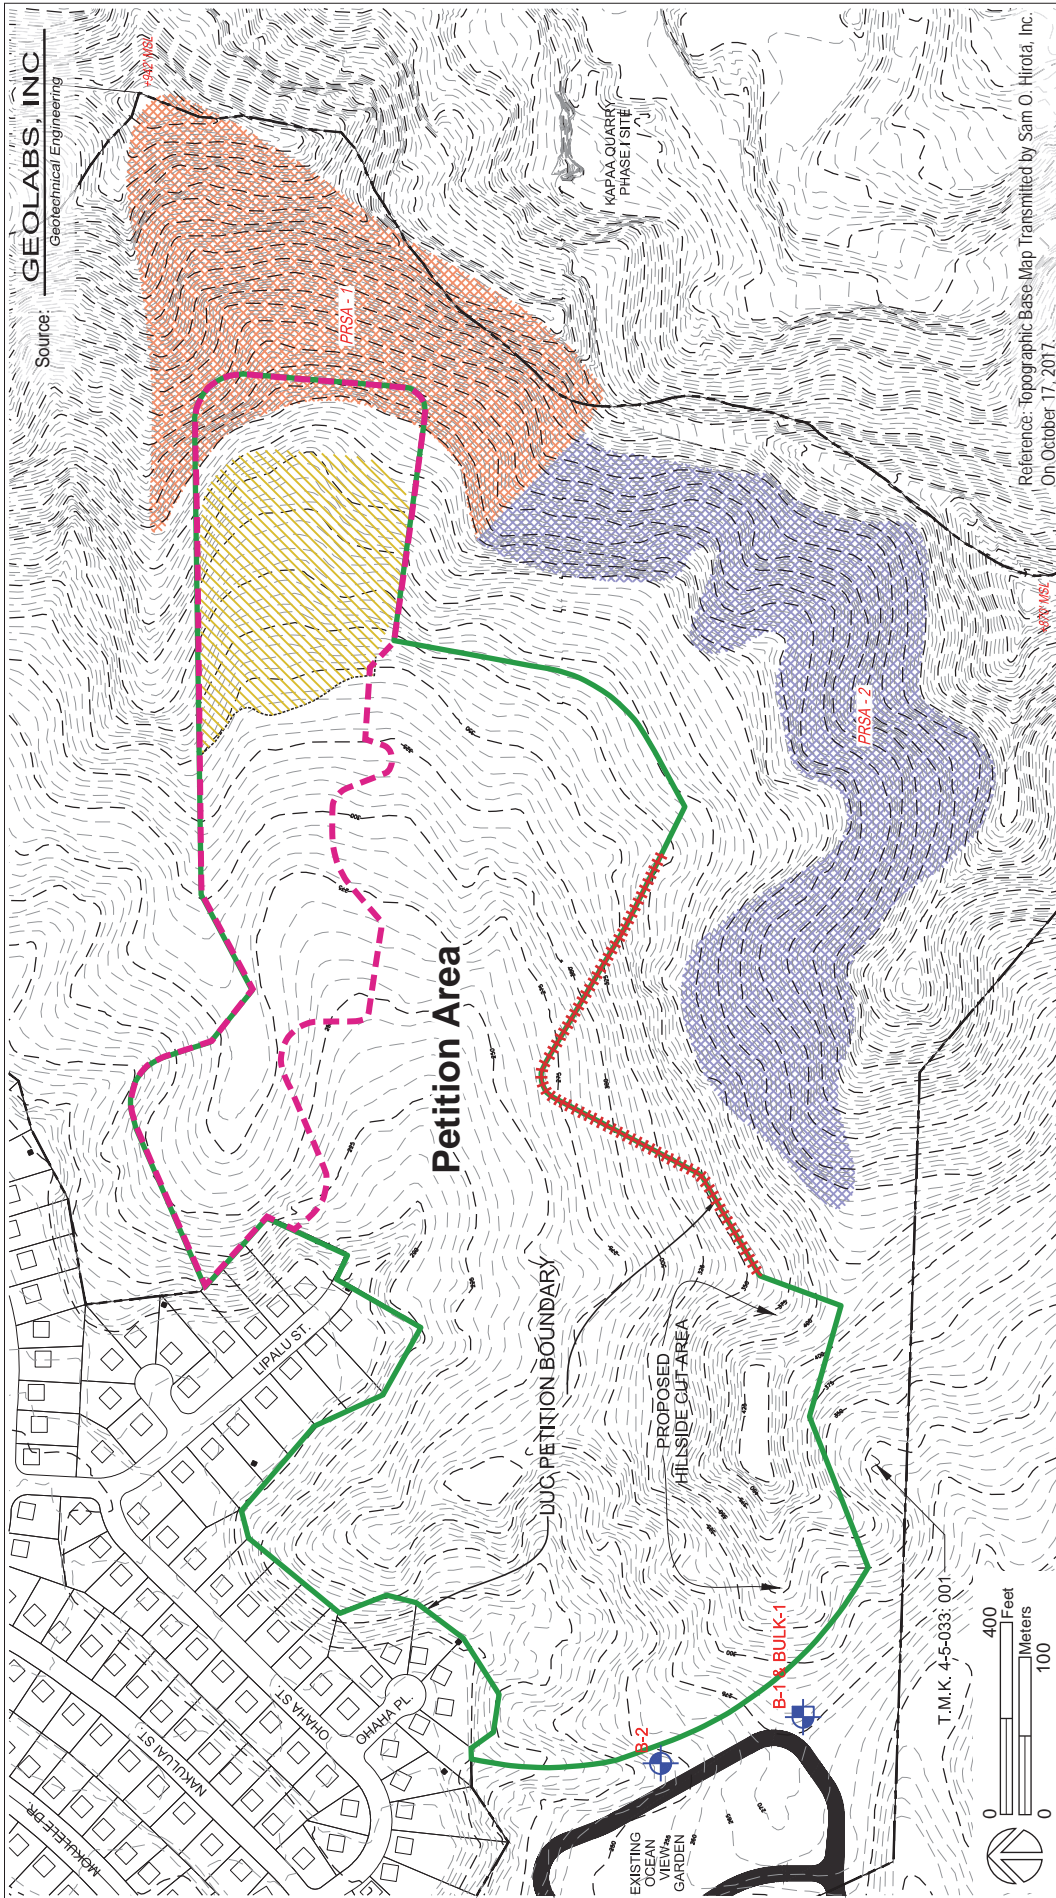 Source:
GEOLABS, INC
Geotechnical Engineering
+942' MSL
PRSA - 1
KAPAA QUARRY
PHASE I SITE
PRSA - 2
Petition Area
LUC PETITION BOUNDARY
PROPOSED
HILLSIDE CUT AREA
LIPALU ST.
OHAHA ST.
OHAHA PL.
NAKULUAI ST.
MOKULELE DR.
B-2
B-1 & BULK-1
EXISTING
OCEAN
VIEW
GARDEN
T.M.K. 4-5-033: 001
0 400
Feet
Meters
0 100
Reference: Topographic Base Map Transmitted by Sam O. Hirota, Inc.
On October 17, 2017.